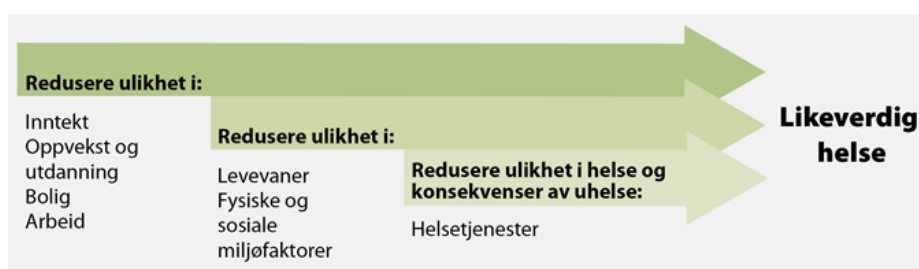 Redusere ulikhet i:
Inntekt
Oppvekst og
utdanning
Bolig
Arbeid
Redusere ulikhet i:
Levevaner
Fysiske og
sosiale
miljøfaktorer
Redusere ulikhet i helse og
konsekvenser av uhelse:
Helsetjenester
Likeverdig
helse